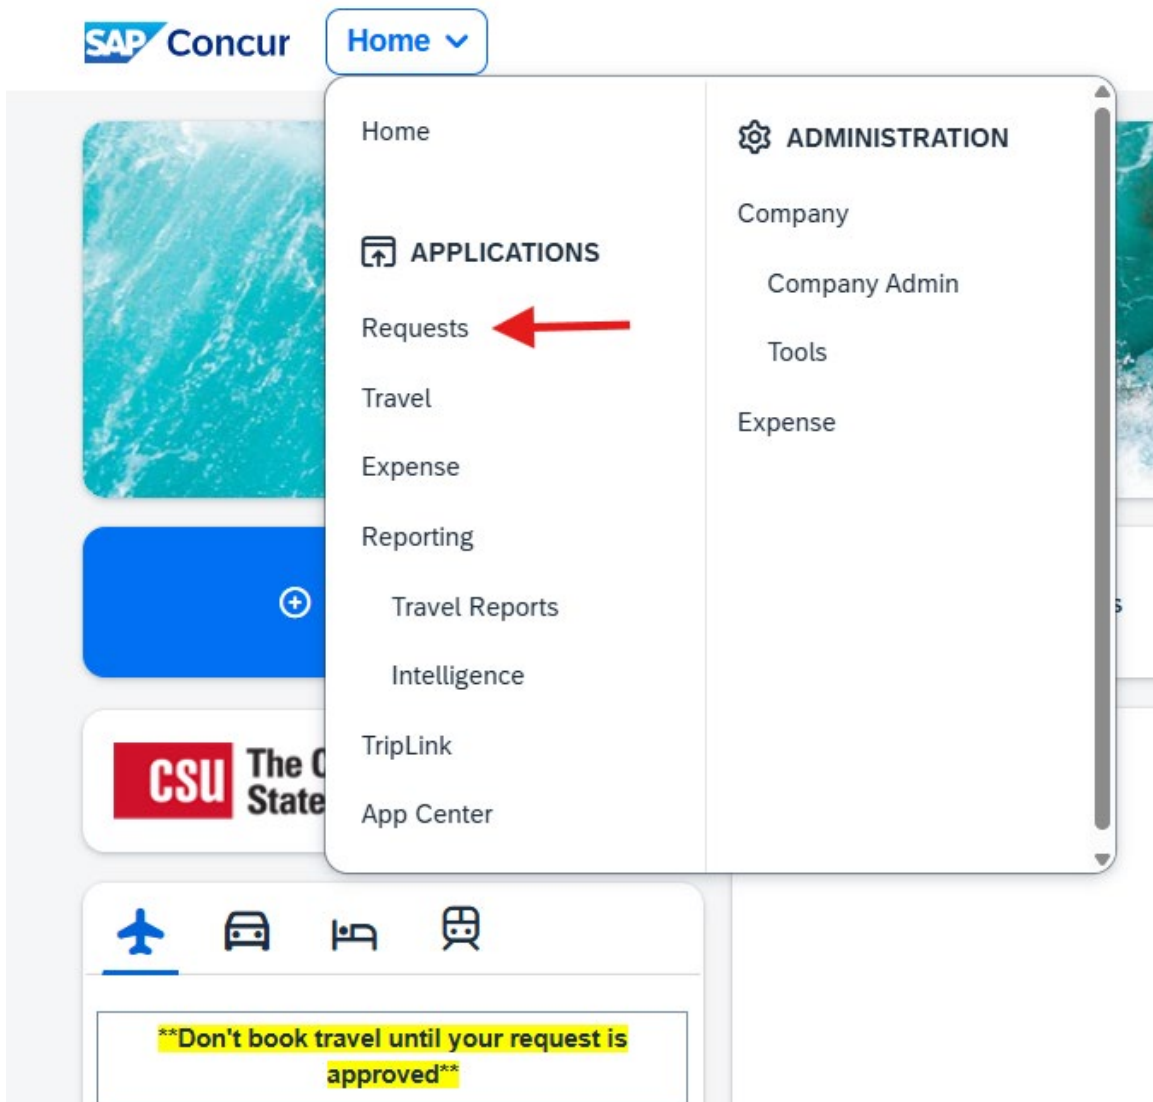 SAP Concur
Home
Home
APPLICATIONS
Requests
Travel
Expense
Reporting
Travel Reports
Intelligence
TripLink
App Center
ADMINISTRATION
Company
Company Admin
Tools
Expense
CSU
The
State
**Don't book travel until your request is
approved**